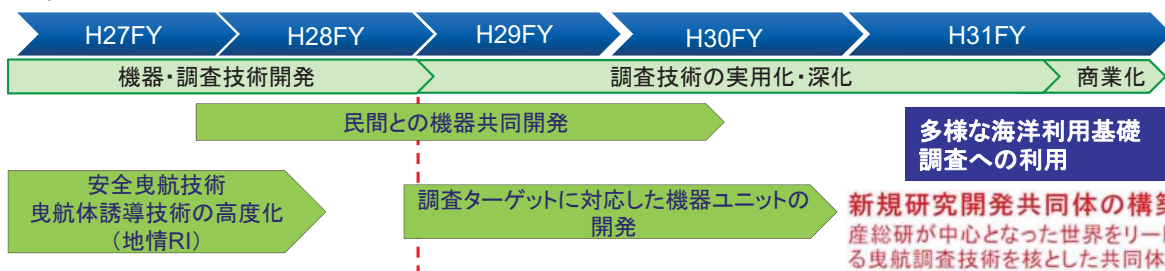 H27FY H28FY H29FY H30FY H31FY
機器・調査技術開発 調査技術の実用化・深化 商業化
民間との機器共同開発
多様な海洋利用基礎
調査への利用
安全曳航技術
曳航体誘導技術の高度化
(地情RI)
調査ターゲットに対応した機器ユニットの
開発
新規研究開発共同体の構築
産総研が中心となった世界をリー
る曳航調査技術を核とした共同体